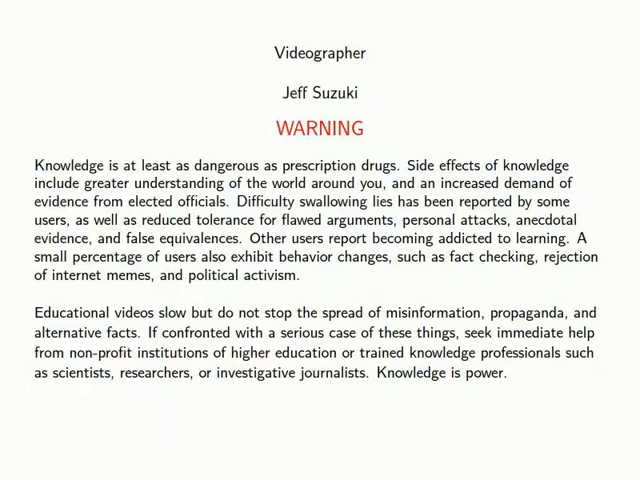 Videographer
Jeff Suzuki
WARNING
Knowledge is at least as dangerous as prescription drugs. Side effects of knowledge
include greater understanding of the world around you, and an increased demand of
evidence from elected officials. Difficulty swallowing lies has been reported by some
users, as well as reduced tolerance for flawed arguments, personal attacks, anecdotal
evidence, and false equivalences. Other users report becoming addicted to learning. A
small percentage of users also exhibit behavior changes, such as fact checking, rejection
of internet memes, and political activism.
Educational videos slow but do not stop the spread of misinformation, propaganda, and
alternative facts. If confronted with a serious case of these things, seek immediate help
from non-profit institutions of higher education or trained knowledge professionals such
as scientists, researchers, or investigative journalists. Knowledge is power.